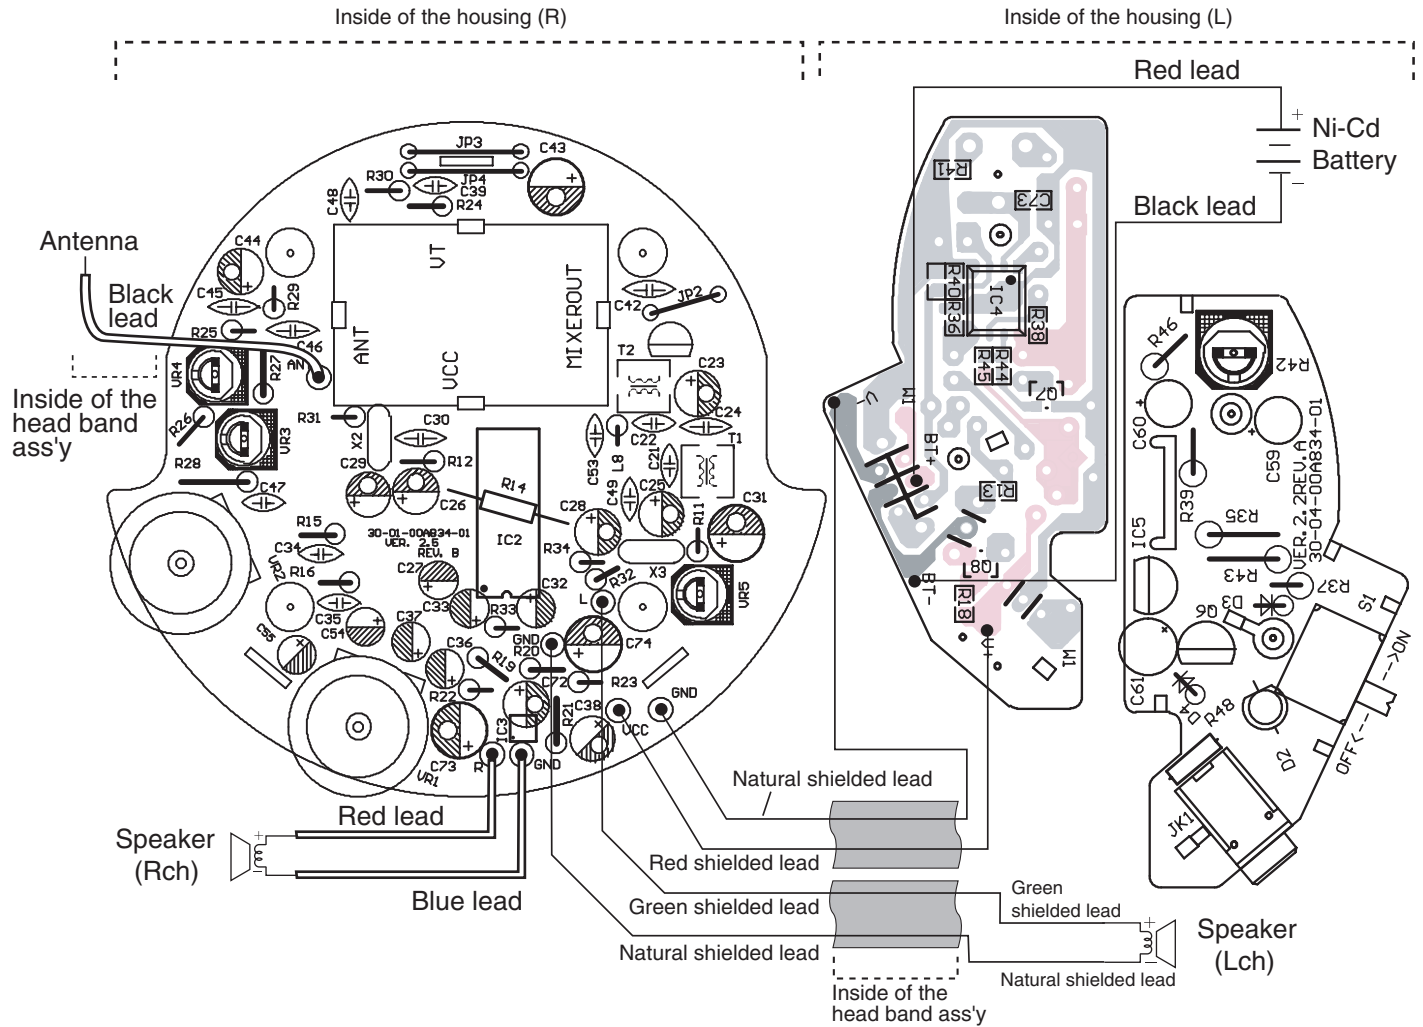 Inside of the housing (R)
Inside of the housing (L)
Red lead
+
Ni-Cd
Battery
−
Black lead
Antenna
Black
lead
Inside of the
head band
ass'y
JP3
JP4
C43
R30
C39
C48
R24
C44
C45
R29
R25
C46
AN
VR4
R27
R26
VR3
R28
C47
VT
ANT
VCC
MIXEROUT
C42
JP2
T2
C23
C24
C22
T1
C21
C53
L8
R31
X2
C30
R12
C29
C26
R14
IC2
C28
C49
C25
R11
C31
R15
C34
R16
VR2
30-01-00A834-01
VER. 2.5
REV. B
C27
R34
R32
X3
VR5
C35
C54
C55
C37
C33
R33
C32
L
C36
GND
R20
C74
R19
C72
R23
R22
GND
VCC
IC3
R21
C38
C73
VR1
R
GND
R41
C73
R40
R36
IC4
R38
R45
R44
Q7
V-
W1
BT+
R13
Q8
BT-
R18
V+
W1
R46
R42
C60
C59
R39
IC5
R35
R43
R37
VER.2.2REV.A
30-04-00A834-01
Q6
D3
S1
-->ON
OFF<---
C61
D4
R48
D2
JK1
Natural shielded lead
Red shielded lead
Green shielded lead
Natural shielded lead
Red lead
Speaker
(Rch)
+
−
Blue lead
Green
shielded lead
Speaker
(Lch)
+
−
Natural shielded lead
Inside of the
head band ass'y